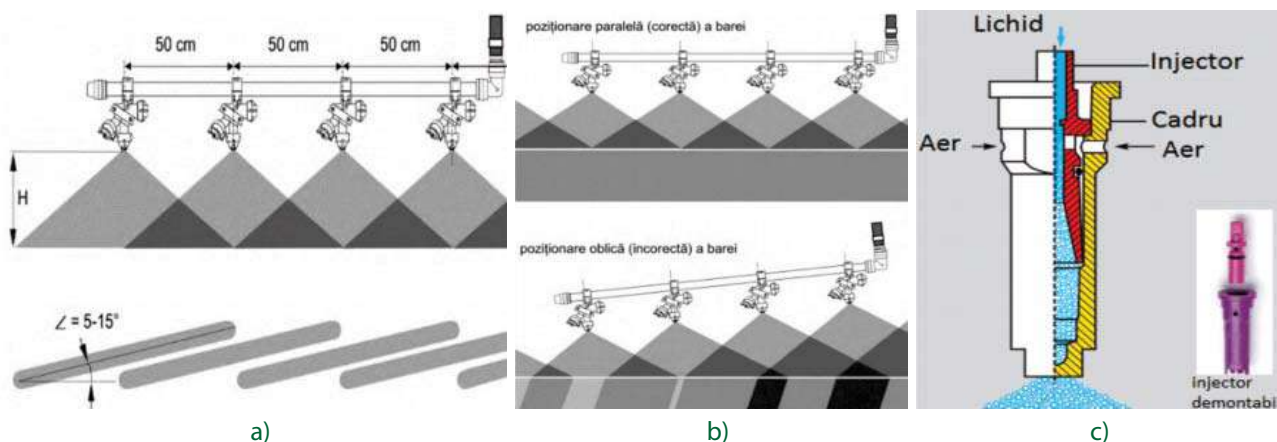 50 cm
50 cm
50 cm
H
∠ = 5-15°
a)
poziționare paralelă (corectă) a barei
poziționare oblică (incorectă) a barei
b)
Lichid
Injector
Cadru
Aer
Aer
injector
demontabi
c)